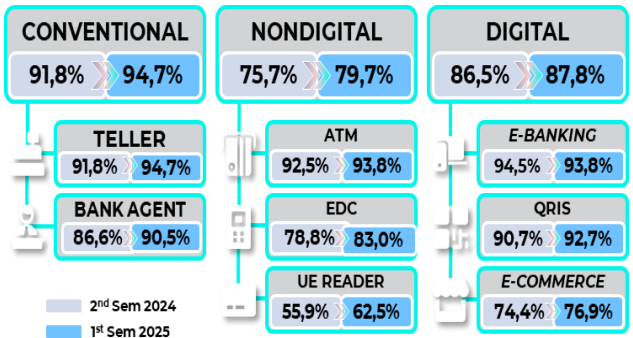 CONVENTIONAL
91,8% 94,7%
TELLER
91,8% 94,7%
BANK AGENT
86,6% 90,5%
2nd Sem 2024
1st Sem 2025
NONDIGITAL
75,7% 79,7%
ATM
92,5% 93,8%
EDC
78,8% 83,0%
UE READER
55,9% 62,5%
DIGITAL
86,5% 87,8%
E-BANKING
94,5% 93,8%
QRIS
90,7% 92,7%
E-COMMERCE
74,4% 76,9%